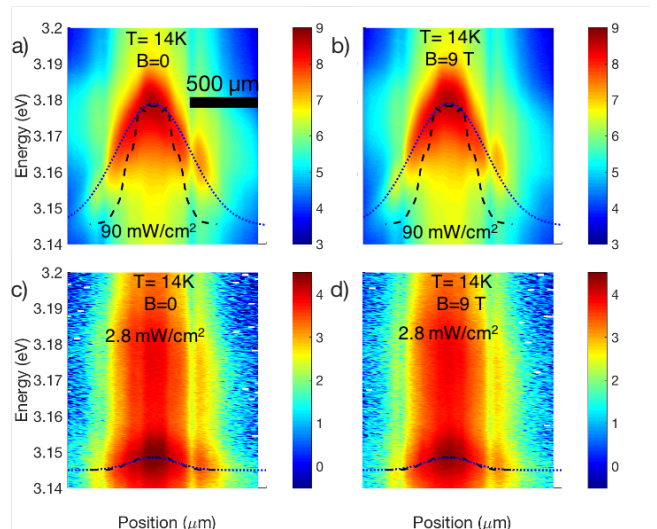 a)
T= 14K
B=0
500 μm
90 mW/cm²
Energy (eV)
3.2
3.19
3.18
3.17
3.16
3.15
3.14
9
8
7
6
5
4
3
b)
T= 14K
B=9 T
90 mW/cm²
9
8
7
6
5
4
3
c)
T= 14K
B=0
2.8 mW/cm²
Energy (eV)
3.2
3.19
3.18
3.17
3.16
3.15
3.14
4
3
2
1
0
Position (μm)
d)
T= 14K
B=9 T
2.8 mW/cm²
4
3
2
1
0
Position (μm)